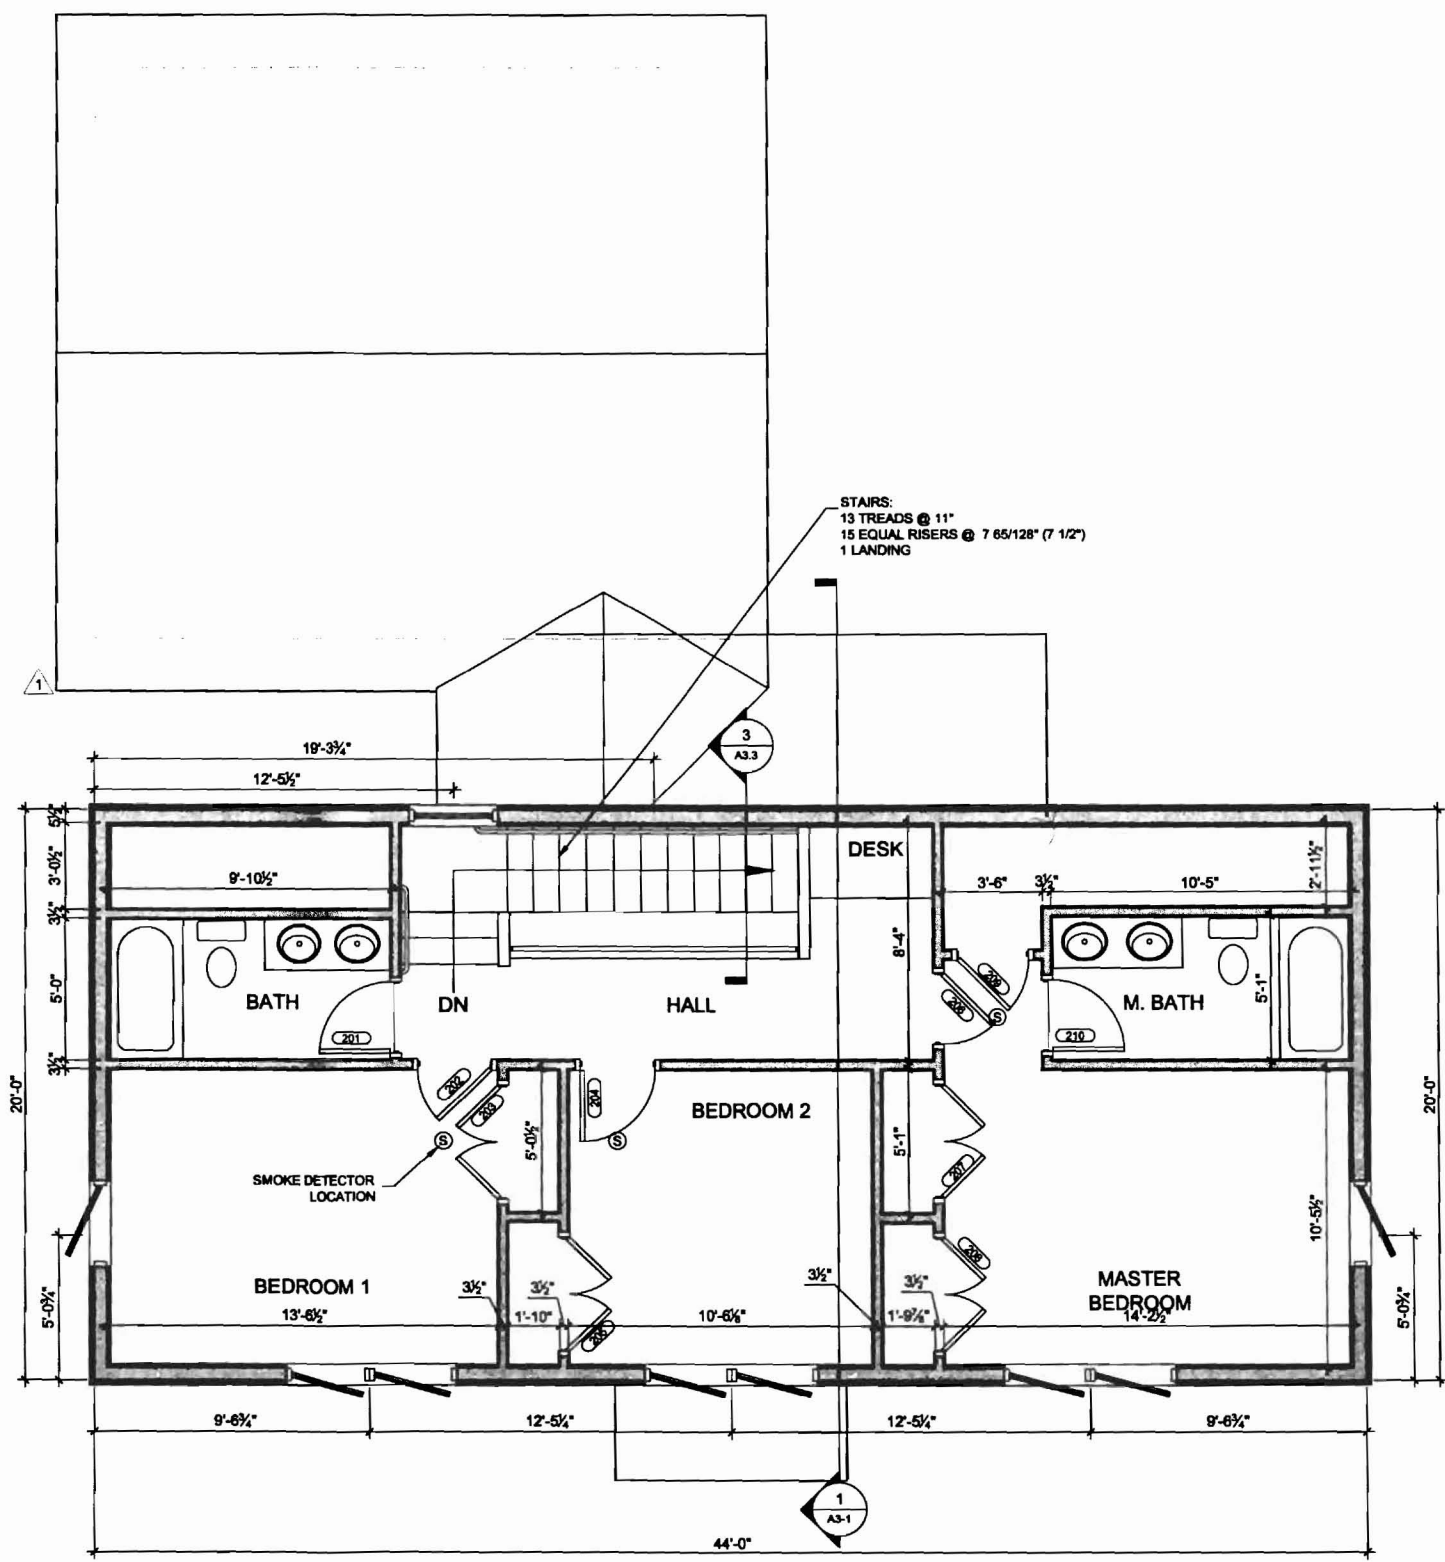 STAIRS:
13 TREADS @ 11"
15 EQUAL RISERS @ 7 65/128" (7 1/2")
1 LANDING
1
3
A3.3
19'-3¾"
12'-5½"
DESK
5½"
3'-0½"
9'-10½"
3'-6"
3½"
10'-5"
2'-11½"
3½"
8'-4"
5'-0"
BATH
DN
HALL
M. BATH
5'-1"
209
206
S
201
210
3½"
20'-0"
20'-0"
202
203
204
BEDROOM 2
S
S
5'-0½"
5'-1"
SMOKE DETECTOR
LOCATION
207
10'-5½"
208
BEDROOM 1
MASTER
BEDROOM
3½"
3½"
3½"
3½"
5'-0¾"
5'-0¾"
13'-6½"
1'-10"
205
10'-6⅛"
1'-9⅞"
14'-2½"
9'-6¾"
12'-5¼"
12'-5¼"
9'-6¾"
1
A3-1
44'-0"